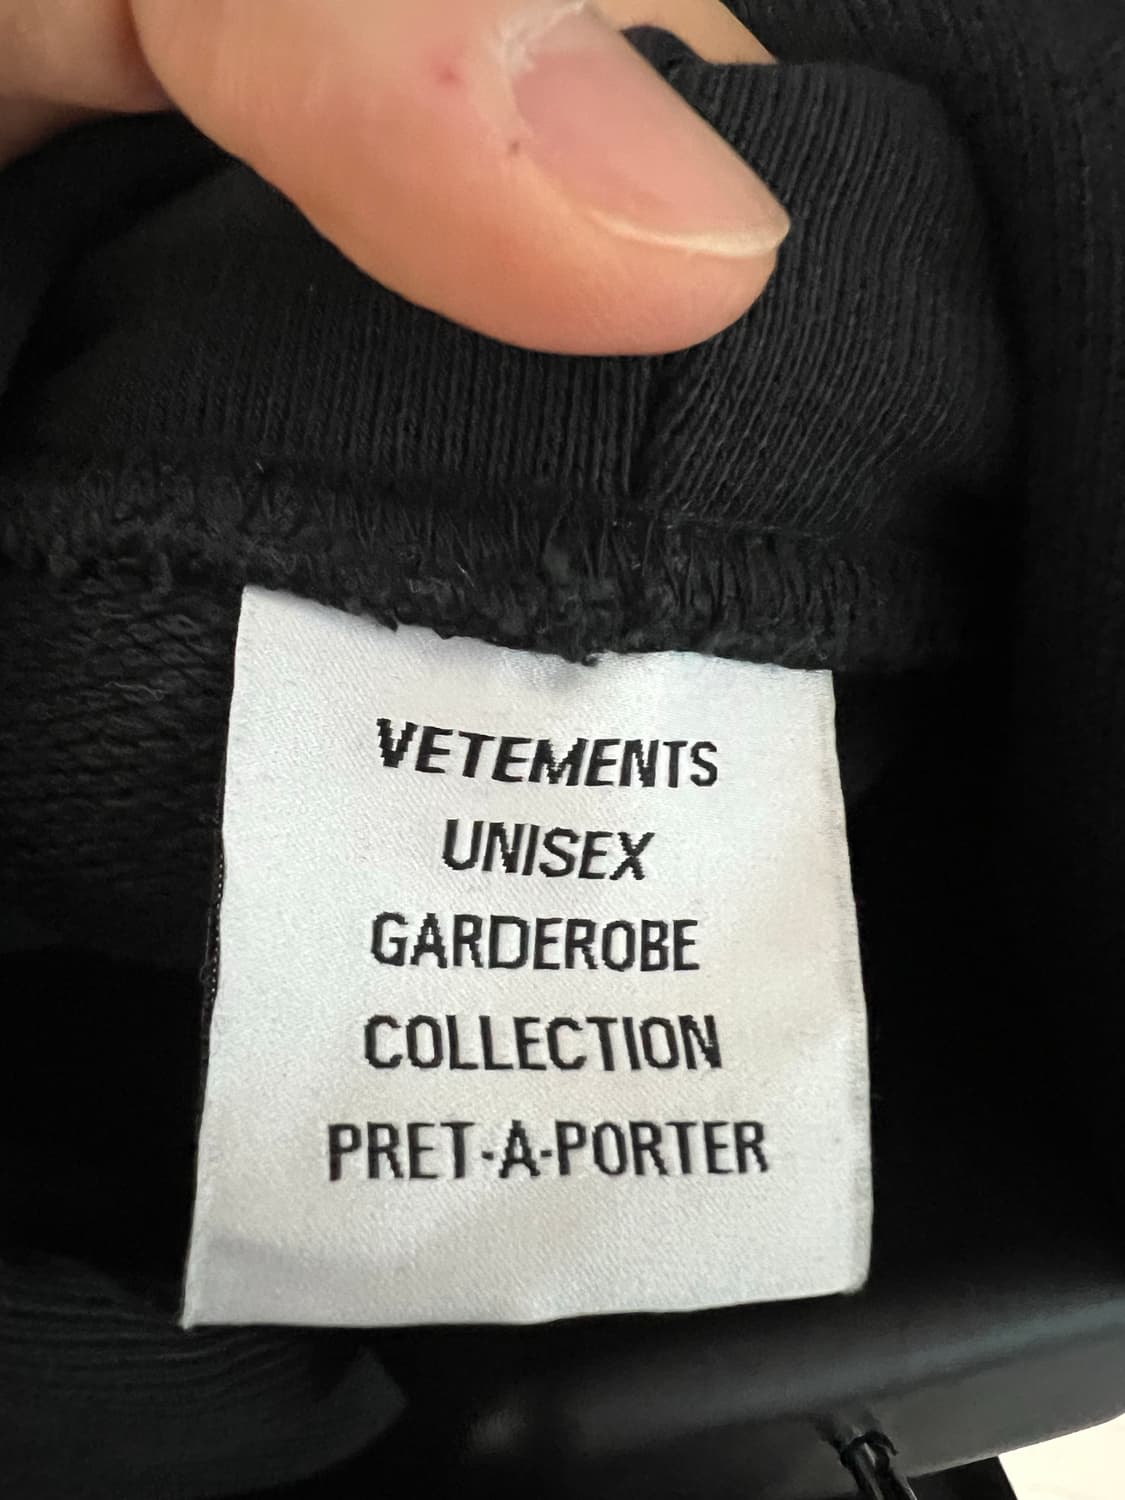 VETEMENTS
UNISEX
GARDEROBE
COLLECTION
PRET-A-PORTER